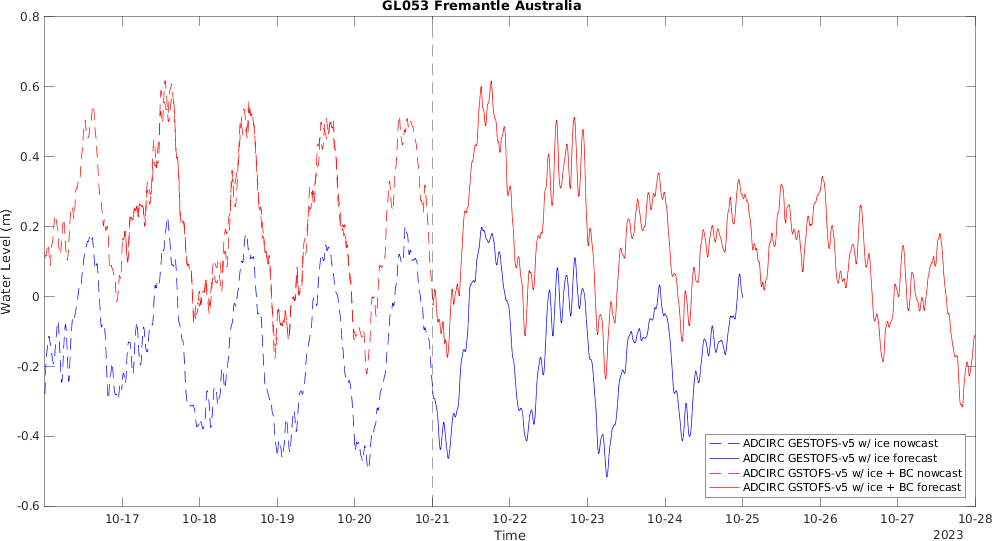 GL053 Fremantle Australia
0.8
0.6
0.4
0.2
0
-0.2
-0.4
-0.6
Water Level (m)
10-17 10-18 10-19 10-20 10-21 10-22 10-23 10-24 10-25 10-26 10-27 10-28
Time
2023
ADCIRC GESTOFS-v5 w/ ice nowcast
ADCIRC GESTOFS-v5 w/ ice forecast
ADCIRC GSTOFS-v5 w/ ice + BC nowcast
ADCIRC GSTOFS-v5 w/ ice + BC forecast